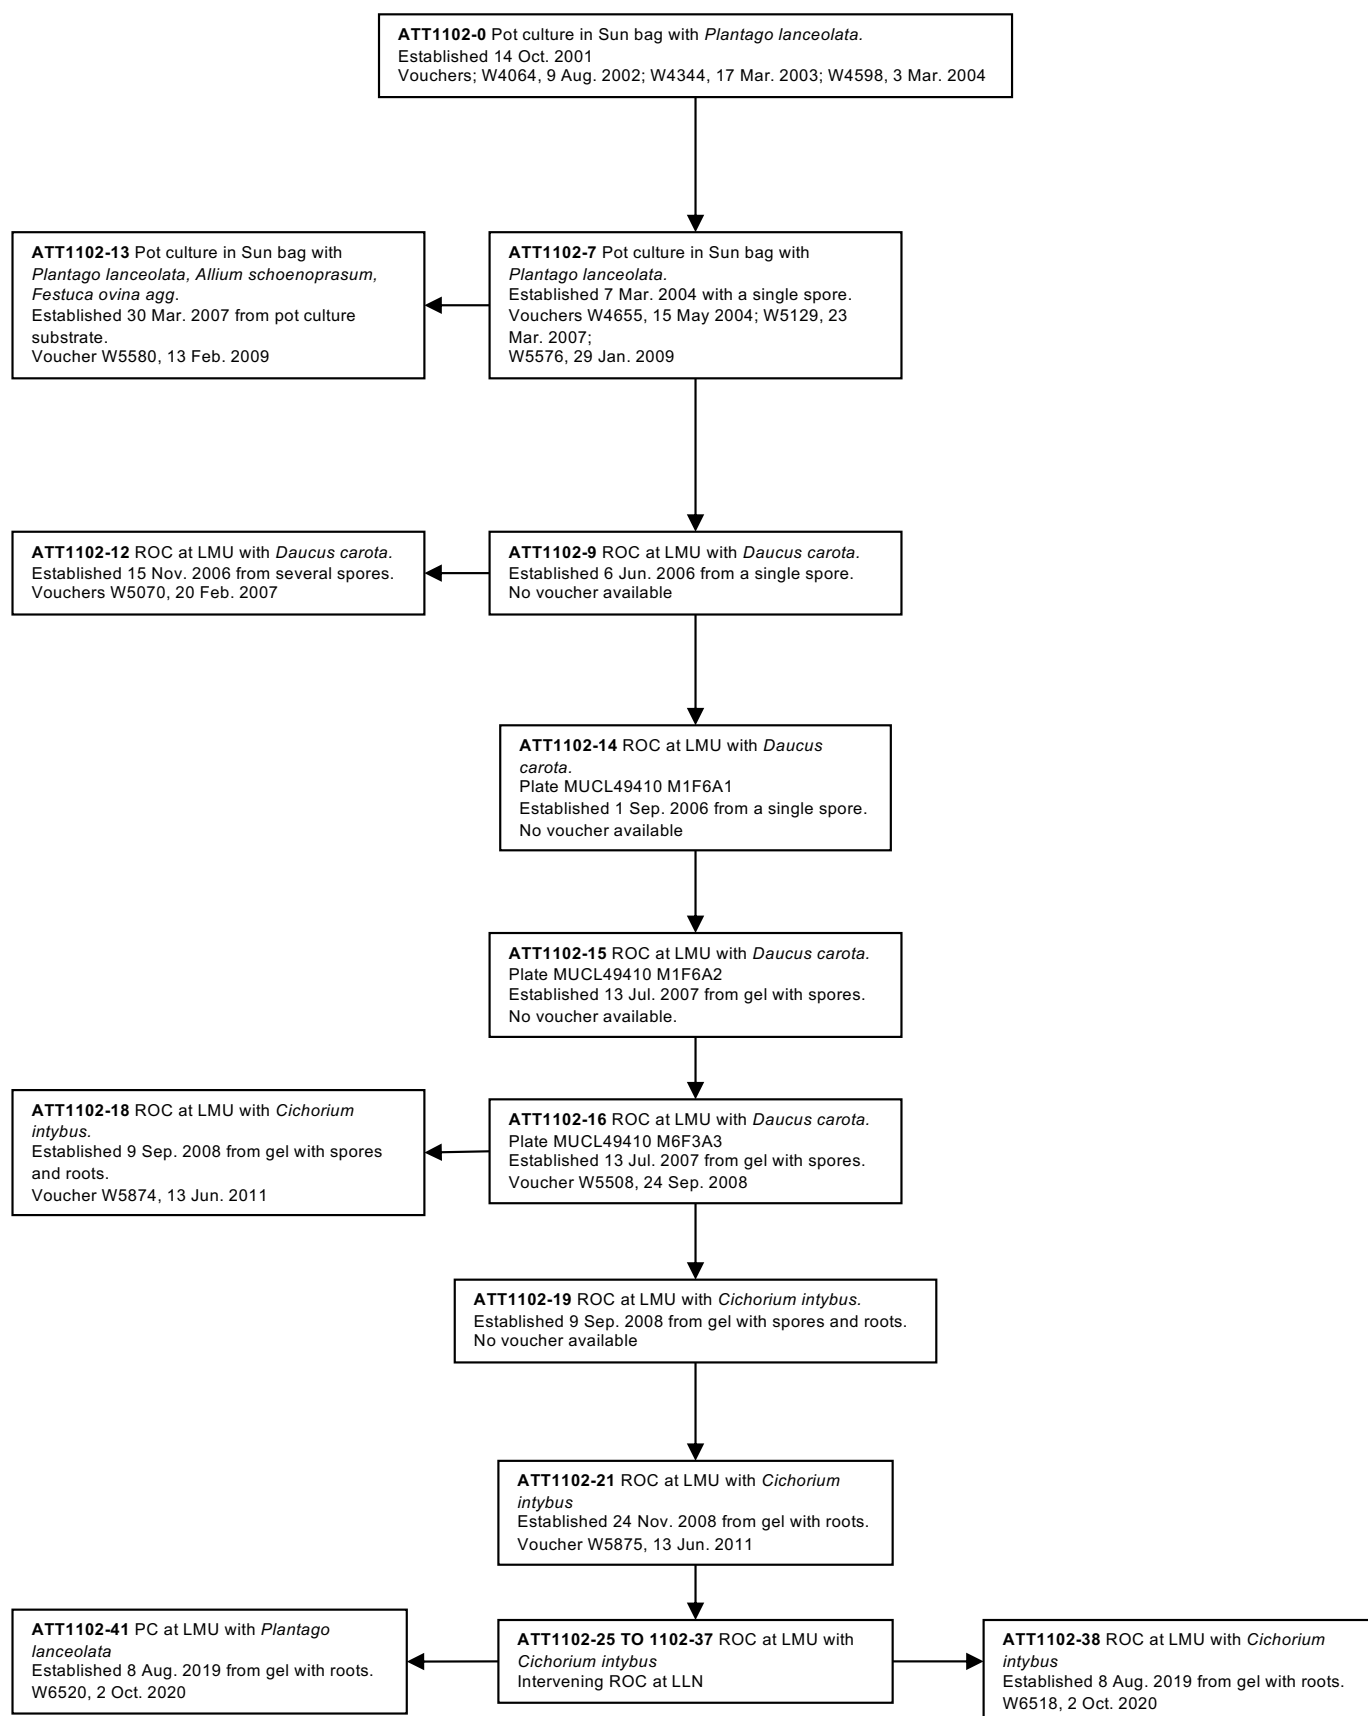 ATT1102-0 Pot culture in Sun bag with Plantago lanceolata.
Established 14 Oct. 2001
Vouchers; W4064, 9 Aug. 2002; W4344, 17 Mar. 2003; W4598, 3 Mar. 2004
ATT1102-13 Pot culture in Sun bag with
Plantago lanceolata, Allium schoenoprasum,
Festuca ovina agg.
Established 30 Mar. 2007 from pot culture
substrate.
Voucher W5580, 13 Feb. 2009
ATT1102-7 Pot culture in Sun bag with
Plantago lanceolata.
Established 7 Mar. 2004 with a single spore.
Vouchers W4655, 15 May 2004; W5129, 23
Mar. 2007;
W5576, 29 Jan. 2009
ATT1102-12 ROC at LMU with Daucus carota.
Established 15 Nov. 2006 from several spores.
Vouchers W5070, 20 Feb. 2007
ATT1102-9 ROC at LMU with Daucus carota.
Established 6 Jun. 2006 from a single spore.
No voucher available
ATT1102-14 ROC at LMU with Daucus
carota.
Plate MUCL49410 M1F6A1
Established 1 Sep. 2006 from a single spore.
No voucher available
ATT1102-15 ROC at LMU with Daucus carota.
Plate MUCL49410 M1F6A2
Established 13 Jul. 2007 from gel with spores.
No voucher available.
ATT1102-18 ROC at LMU with Cichorium
intybus.
Established 9 Sep. 2008 from gel with spores
and roots.
Voucher W5874, 13 Jun. 2011
ATT1102-16 ROC at LMU with Daucus carota.
Plate MUCL49410 M6F3A3
Established 13 Jul. 2007 from gel with spores.
Voucher W5508, 24 Sep. 2008
ATT1102-19 ROC at LMU with Cichorium intybus.
Established 9 Sep. 2008 from gel with spores and roots.
No voucher available
ATT1102-21 ROC at LMU with Cichorium
intybus
Established 24 Nov. 2008 from gel with roots.
Voucher W5875, 13 Jun. 2011
ATT1102-41 PC at LMU with Plantago
lanceolata
Established 8 Aug. 2019 from gel with roots.
W6520, 2 Oct. 2020
ATT1102-25 TO 1102-37 ROC at LMU with
Cichorium intybus
Intervening ROC at LLN
ATT1102-38 ROC at LMU with Cichorium
intybus
Established 8 Aug. 2019 from gel with roots.
W6518, 2 Oct. 2020